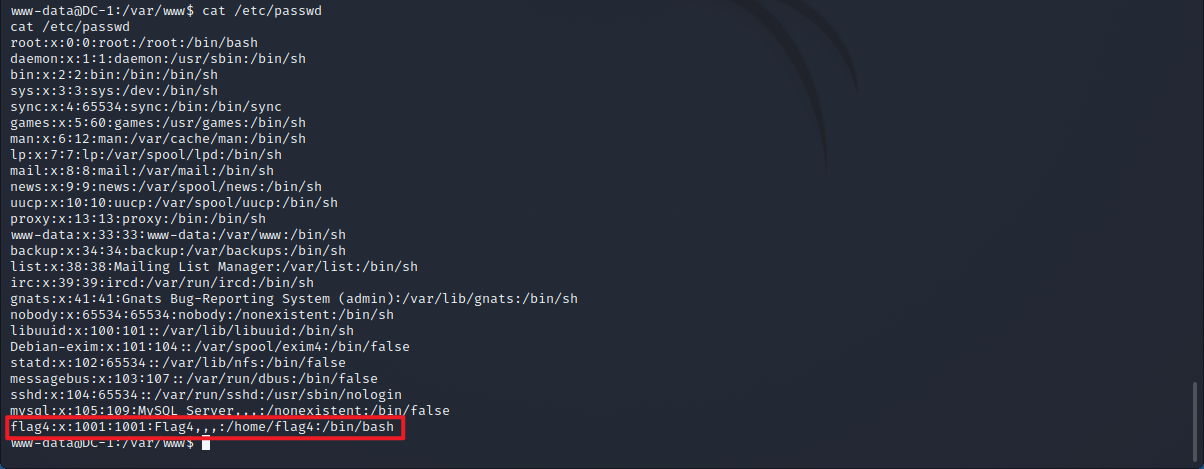 www-data@DC-1:/var/www$ cat /etc/passwd
cat /etc/passwd
root:x:0:0:root:/root:/bin/bash
daemon:x:1:1:daemon:/usr/sbin:/bin/sh
bin:x:2:2:bin:/bin:/bin/sh
sys:x:3:3:sys:/dev:/bin/sh
sync:x:4:65534:sync:/bin:/bin/sync
games:x:5:60:games:/usr/games:/bin/sh
man:x:6:12:man:/var/cache/man:/bin/sh
lp:x:7:7:lp:/var/spool/lpd:/bin/sh
mail:x:8:8:mail:/var/mail:/bin/sh
news:x:9:9:news:/var/spool/news:/bin/sh
uucp:x:10:10:uucp:/var/spool/uucp:/bin/sh
proxy:x:13:13:proxy:/bin:/bin/sh
www-data:x:33:33:www-data:/var/www:/bin/sh
backup:x:34:34:backup:/var/backups:/bin/sh
list:x:38:38:Mailing List Manager:/var/list:/bin/sh
irc:x:39:39:ircd:/var/run/ircd:/bin/sh
gnats:x:41:41:Gnats Bug-Reporting System (admin):/var/lib/gnats:/bin/sh
nobody:x:65534:65534:nobody:/nonexistent:/bin/sh
libuuid:x:100:101::/var/lib/libuuid:/bin/sh
Debian-exim:x:101:104::/var/spool/exim4:/bin/false
statd:x:102:65534::/var/lib/nfs:/bin/false
messagebus:x:103:107::/var/run/dbus:/bin/false
sshd:x:104:65534::/var/run/sshd:/usr/sbin/nologin
mysql:x:105:109:MySQL Server,,,:/nonexistent:/bin/false
flag4:x:1001:1001:Flag4,,,:/home/flag4:/bin/bash
www-data@DC-1:/var/www$